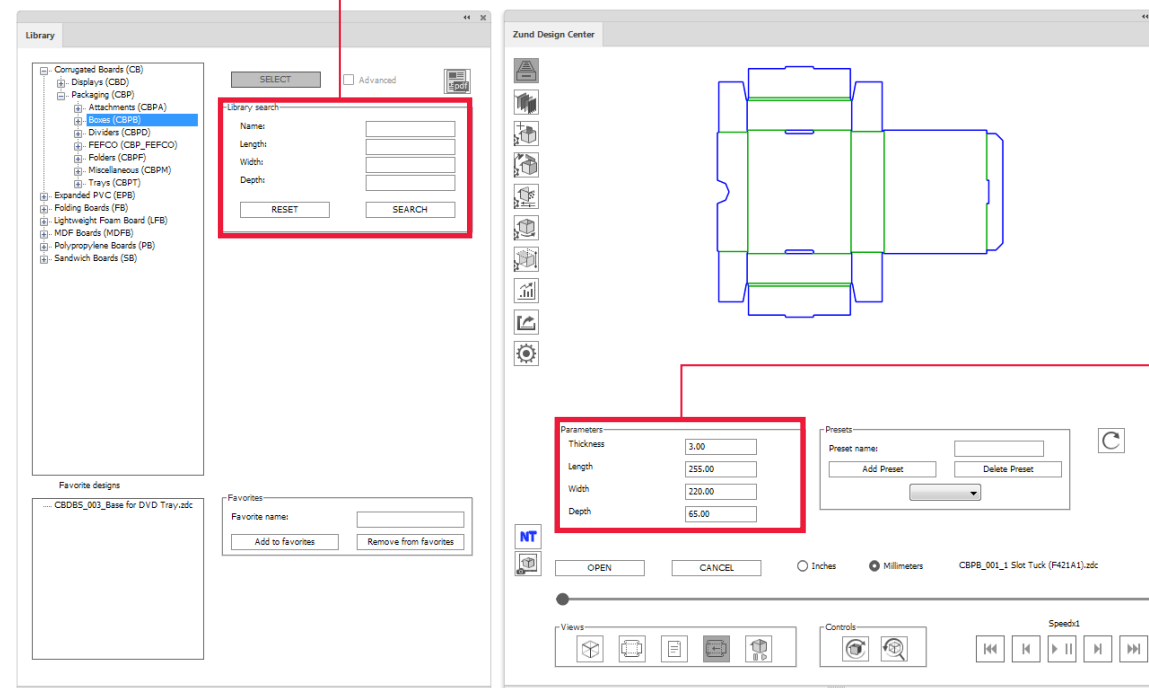 Library
Corrugated Boards (CB)
Displays (CBD)
Packaging (CBP)
Attachments (CBPA)
Boxes (CBPB)
Dividers (CBPD)
FEFCO (CBP_FEFCO)
Folders (CBPF)
Miscellaneous (CBPM)
Trays (CBPT)
Expanded PVC (EPB)
Folding Boards (FB)
Lightweight Foam Board (LFB)
MDF Boards (MDFB)
Polypropylene Boards (PB)
Sandwich Boards (SB)
SELECT
Advanced
pdf
Library search
Name:
Length:
Width:
Depth:
RESET
SEARCH
Favorite designs
CBDBS_003_Base for DVD Tray.zdc
Favorites
Favorite name:
Add to favorites
Remove from favorites
Zund Design Center
Parameters
Thickness 3.00
Length 255.00
Width 220.00
Depth 65.00
Presets
Preset name:
Add Preset
Delete Preset
NT
OPEN
CANCEL
Inches
Millimeters
CBPB_001_1 Slot Tuck (F421A1).zdc
Views
Controls
Speedx1